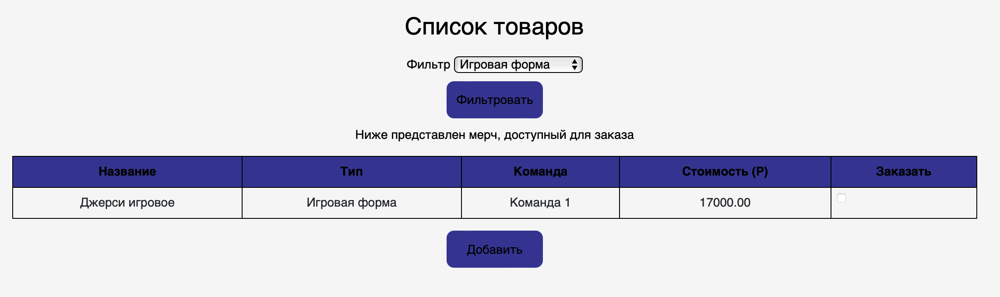 Список товаров
Фильтр Игровая форма
Фильтровать
Ниже представлен мерч, доступный для заказа
Название Тип Команда Стоимость (Р) Заказать
Джерси игровое Игровая форма Команда 1 17000.00
Добавить